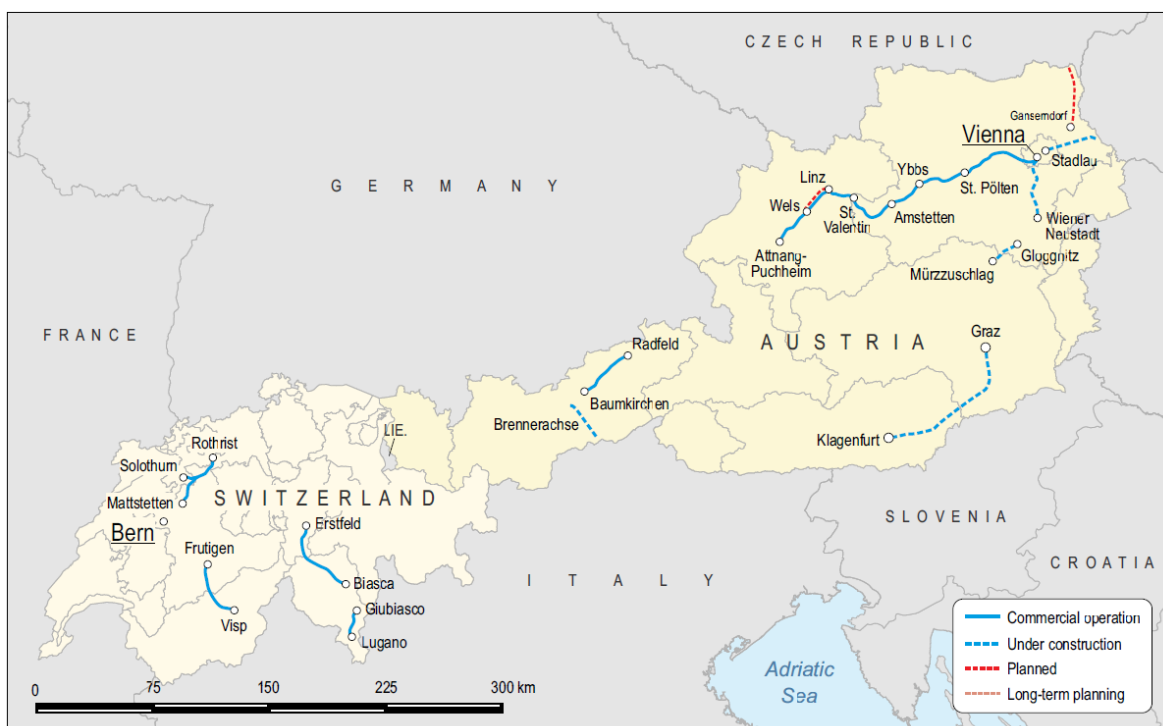 CZECH REPUBLIC
Ganserndorf
Vienna
Stadlau
GERMANY
Linz
Ybbs
St. Pölten
Wels
St.
Valentin
Amstetten
Wiener
Neustadt
Attnang-
Puchheim
Gloggnitz
Mürzzuschlag
FRANCE
AUSTRIA
Graz
Radfeld
Baumkirchen
Brennerachse
Klagenfurt
LIE.
Rothrist
Solothurn
SWITZERLAND
Mattstetten
Bern
Erstfeld
SLOVENIA
Frutigen
CROATIA
ITALY
Biasca
Giubiasco
Visp
Lugano
Adriatic
Sea
Commercial operation
Under construction
Planned
Long-term planning
0 75 150 225 300 km